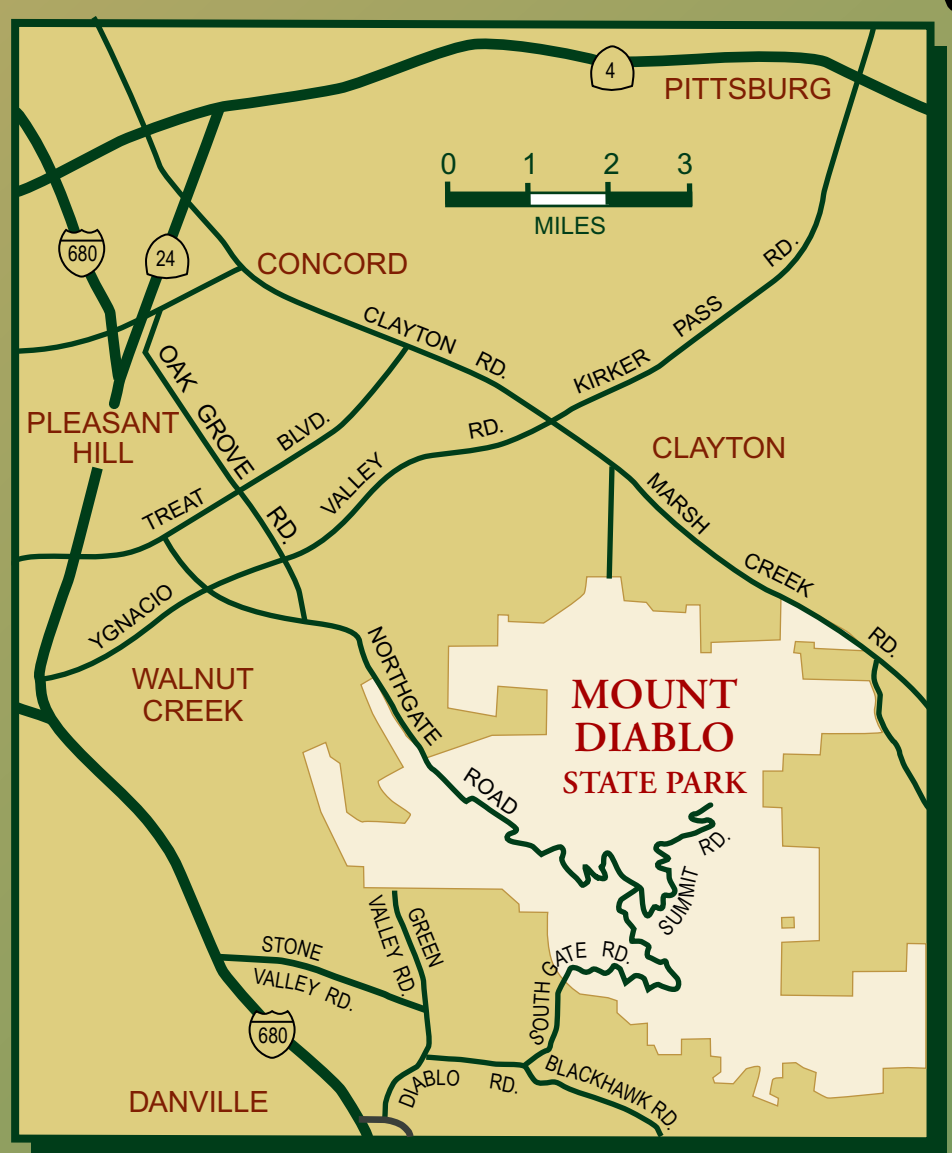 4
PITTSBURG
0 1 2 3
MILES
680
24
CONCORD
CLAYTON RD.
KIRKER PASS RD.
OAK GROVE RD.
PLEASANT
HILL
TREAT BLVD.
YGNACIO VALLEY RD.
CLAYTON
MARSH CREEK RD.
WALNUT
CREEK
NORTHGATE ROAD
MOUNT
DIABLO
STATE PARK
SUMMIT RD.
GREEN
VALLEY RD.
STONE
VALLEY RD.
SOUTH GATE RD.
680
DIABLO RD.
BLACKHAWK RD.
DANVILLE